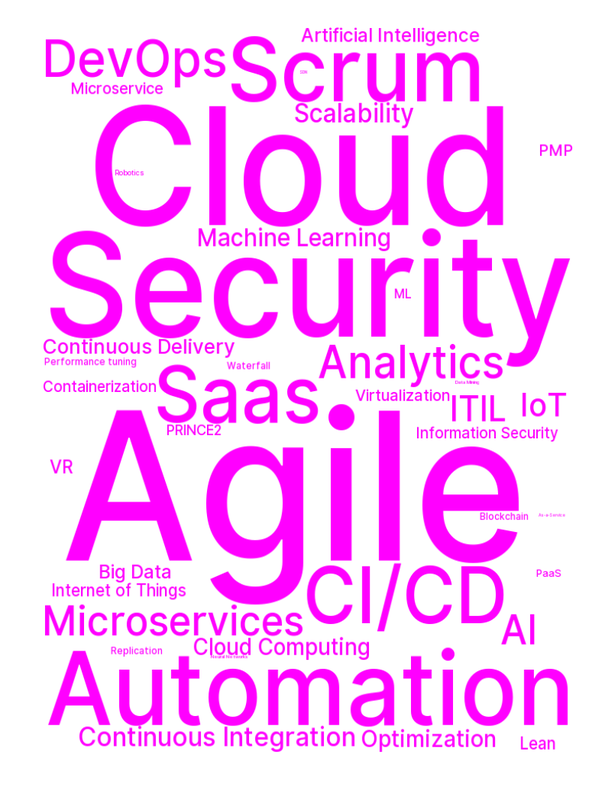 Artificial Intelligence
DevOps
Scrum
Microservice
Scalability
Cloud
PMP
Robotics
Machine Learning
Security
ML
Continuous Delivery
Analytics
Performance tuning
Waterfall
Saas
Data Mining
Containerization
Virtualization
ITIL
IoT
PRINCE2
Information Security
Agile
VR
Blockchain
Big Data
PaaS
CI/CD
Internet of Things
Microservices
AI
Cloud Computing
Replication
Automation
Continuous Integration
Optimization
Lean